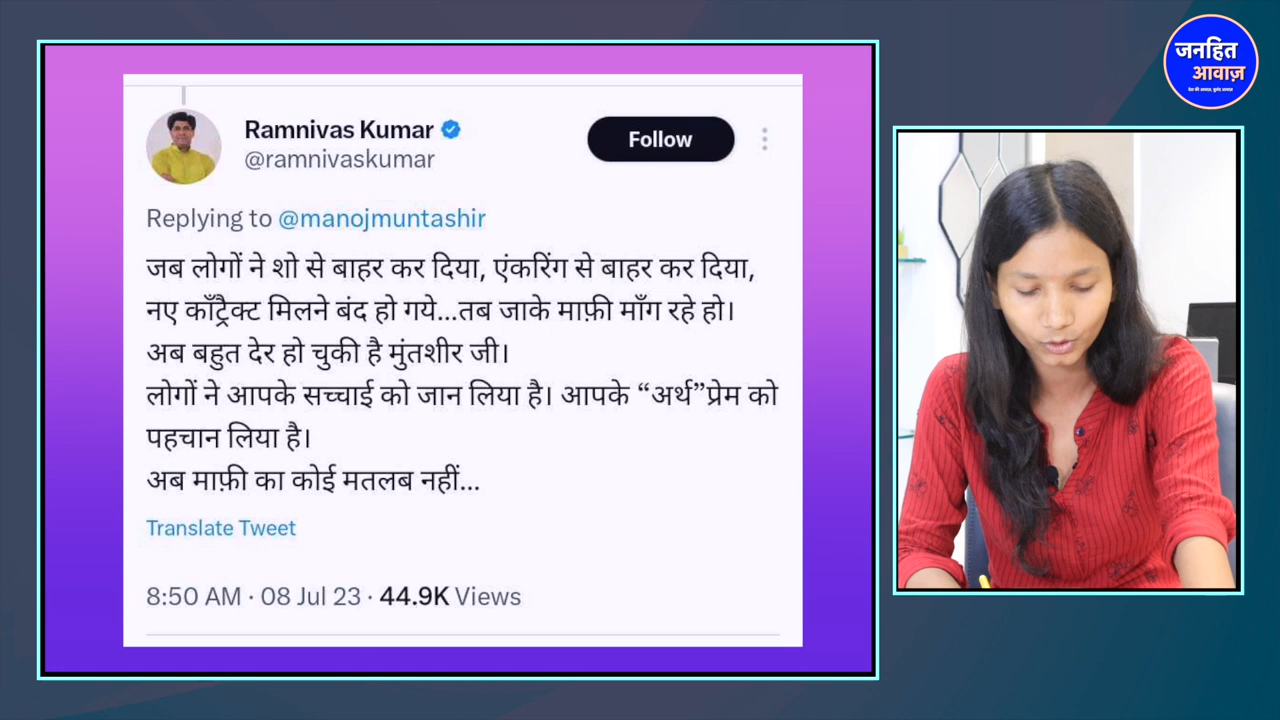 Ramnivas Kumar
@ramnivaskumar
Follow
Replying to @manojmuntashir
जब लोगों ने शो से बाहर कर दिया, एंकरिंग से बाहर कर दिया,
नए काँट्रैक्ट मिलने बंद हो गये...तब जाके माफ़ी माँग रहे हो।
अब बहुत देर हो चुकी है मुंतशीर जी।
लोगों ने आपके सच्चाई को जान लिया है। आपके “अर्थ”प्रेम को
पहचान लिया है।
अब माफ़ी का कोई मतलब नहीं...
Translate Tweet
8:50 AM · 08 Jul 23 · 44.9K Views
जनहित
आवाज़